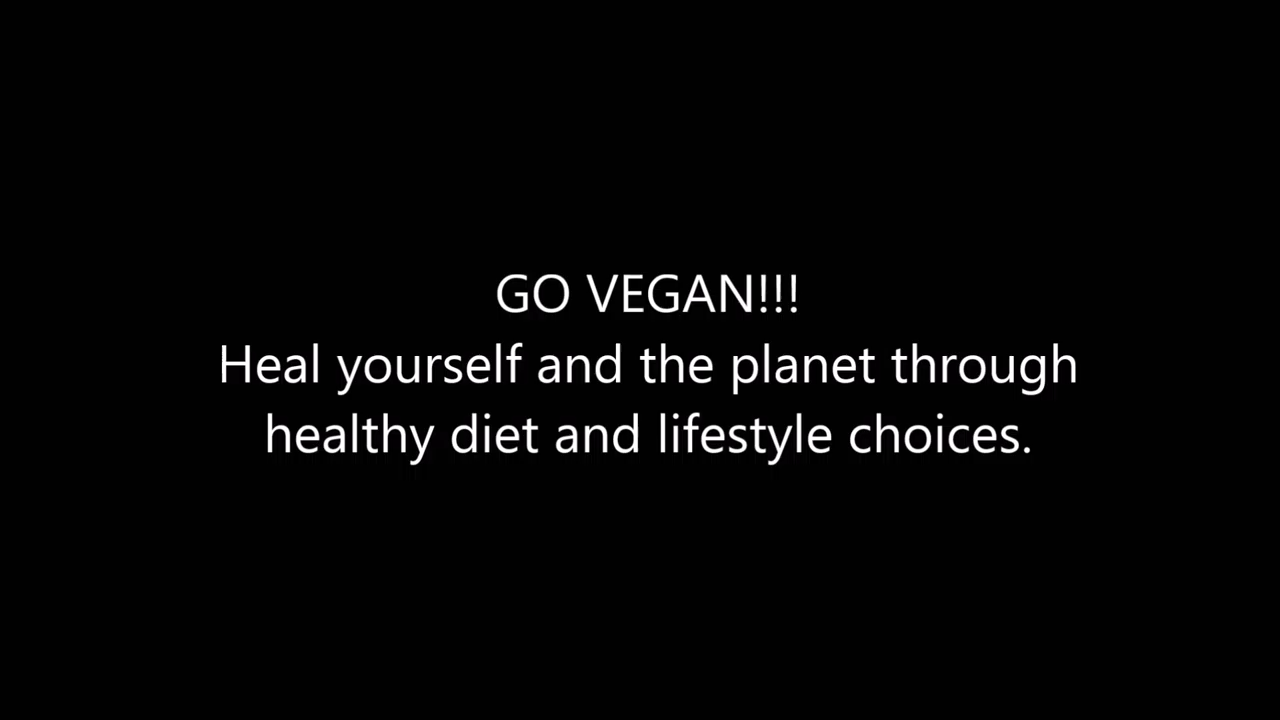 GO VEGAN!!!
Heal yourself and the planet through
healthy diet and lifestyle choices.